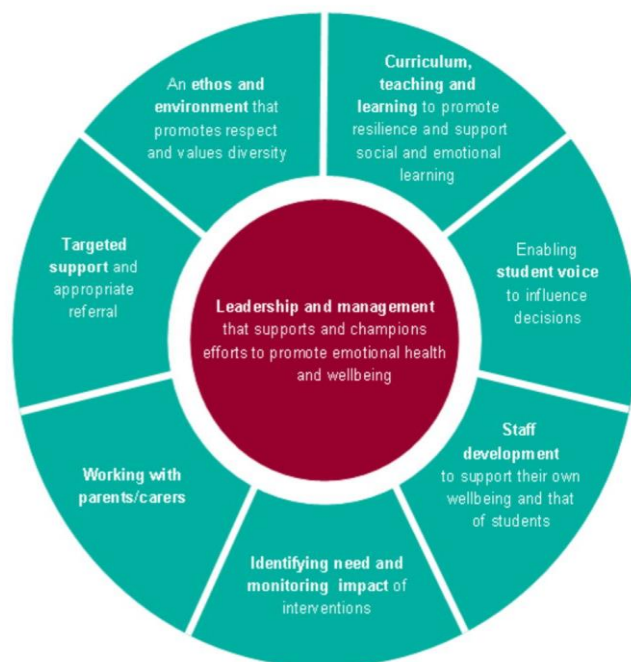 An ethos and
environment that
promotes respect
and values diversity
Curriculum,
teaching and
learning to promote
resilience and support
social and emotional
learning
Enabling
student voice
to influence
decisions
Staff
development
to support their own
wellbeing and that
of students
Identifying need and
monitoring impact of
interventions
Working with
parents/carers
Targeted
support and
appropriate
referral
Leadership and management
that supports and champions
efforts to promote emotional health
and wellbeing